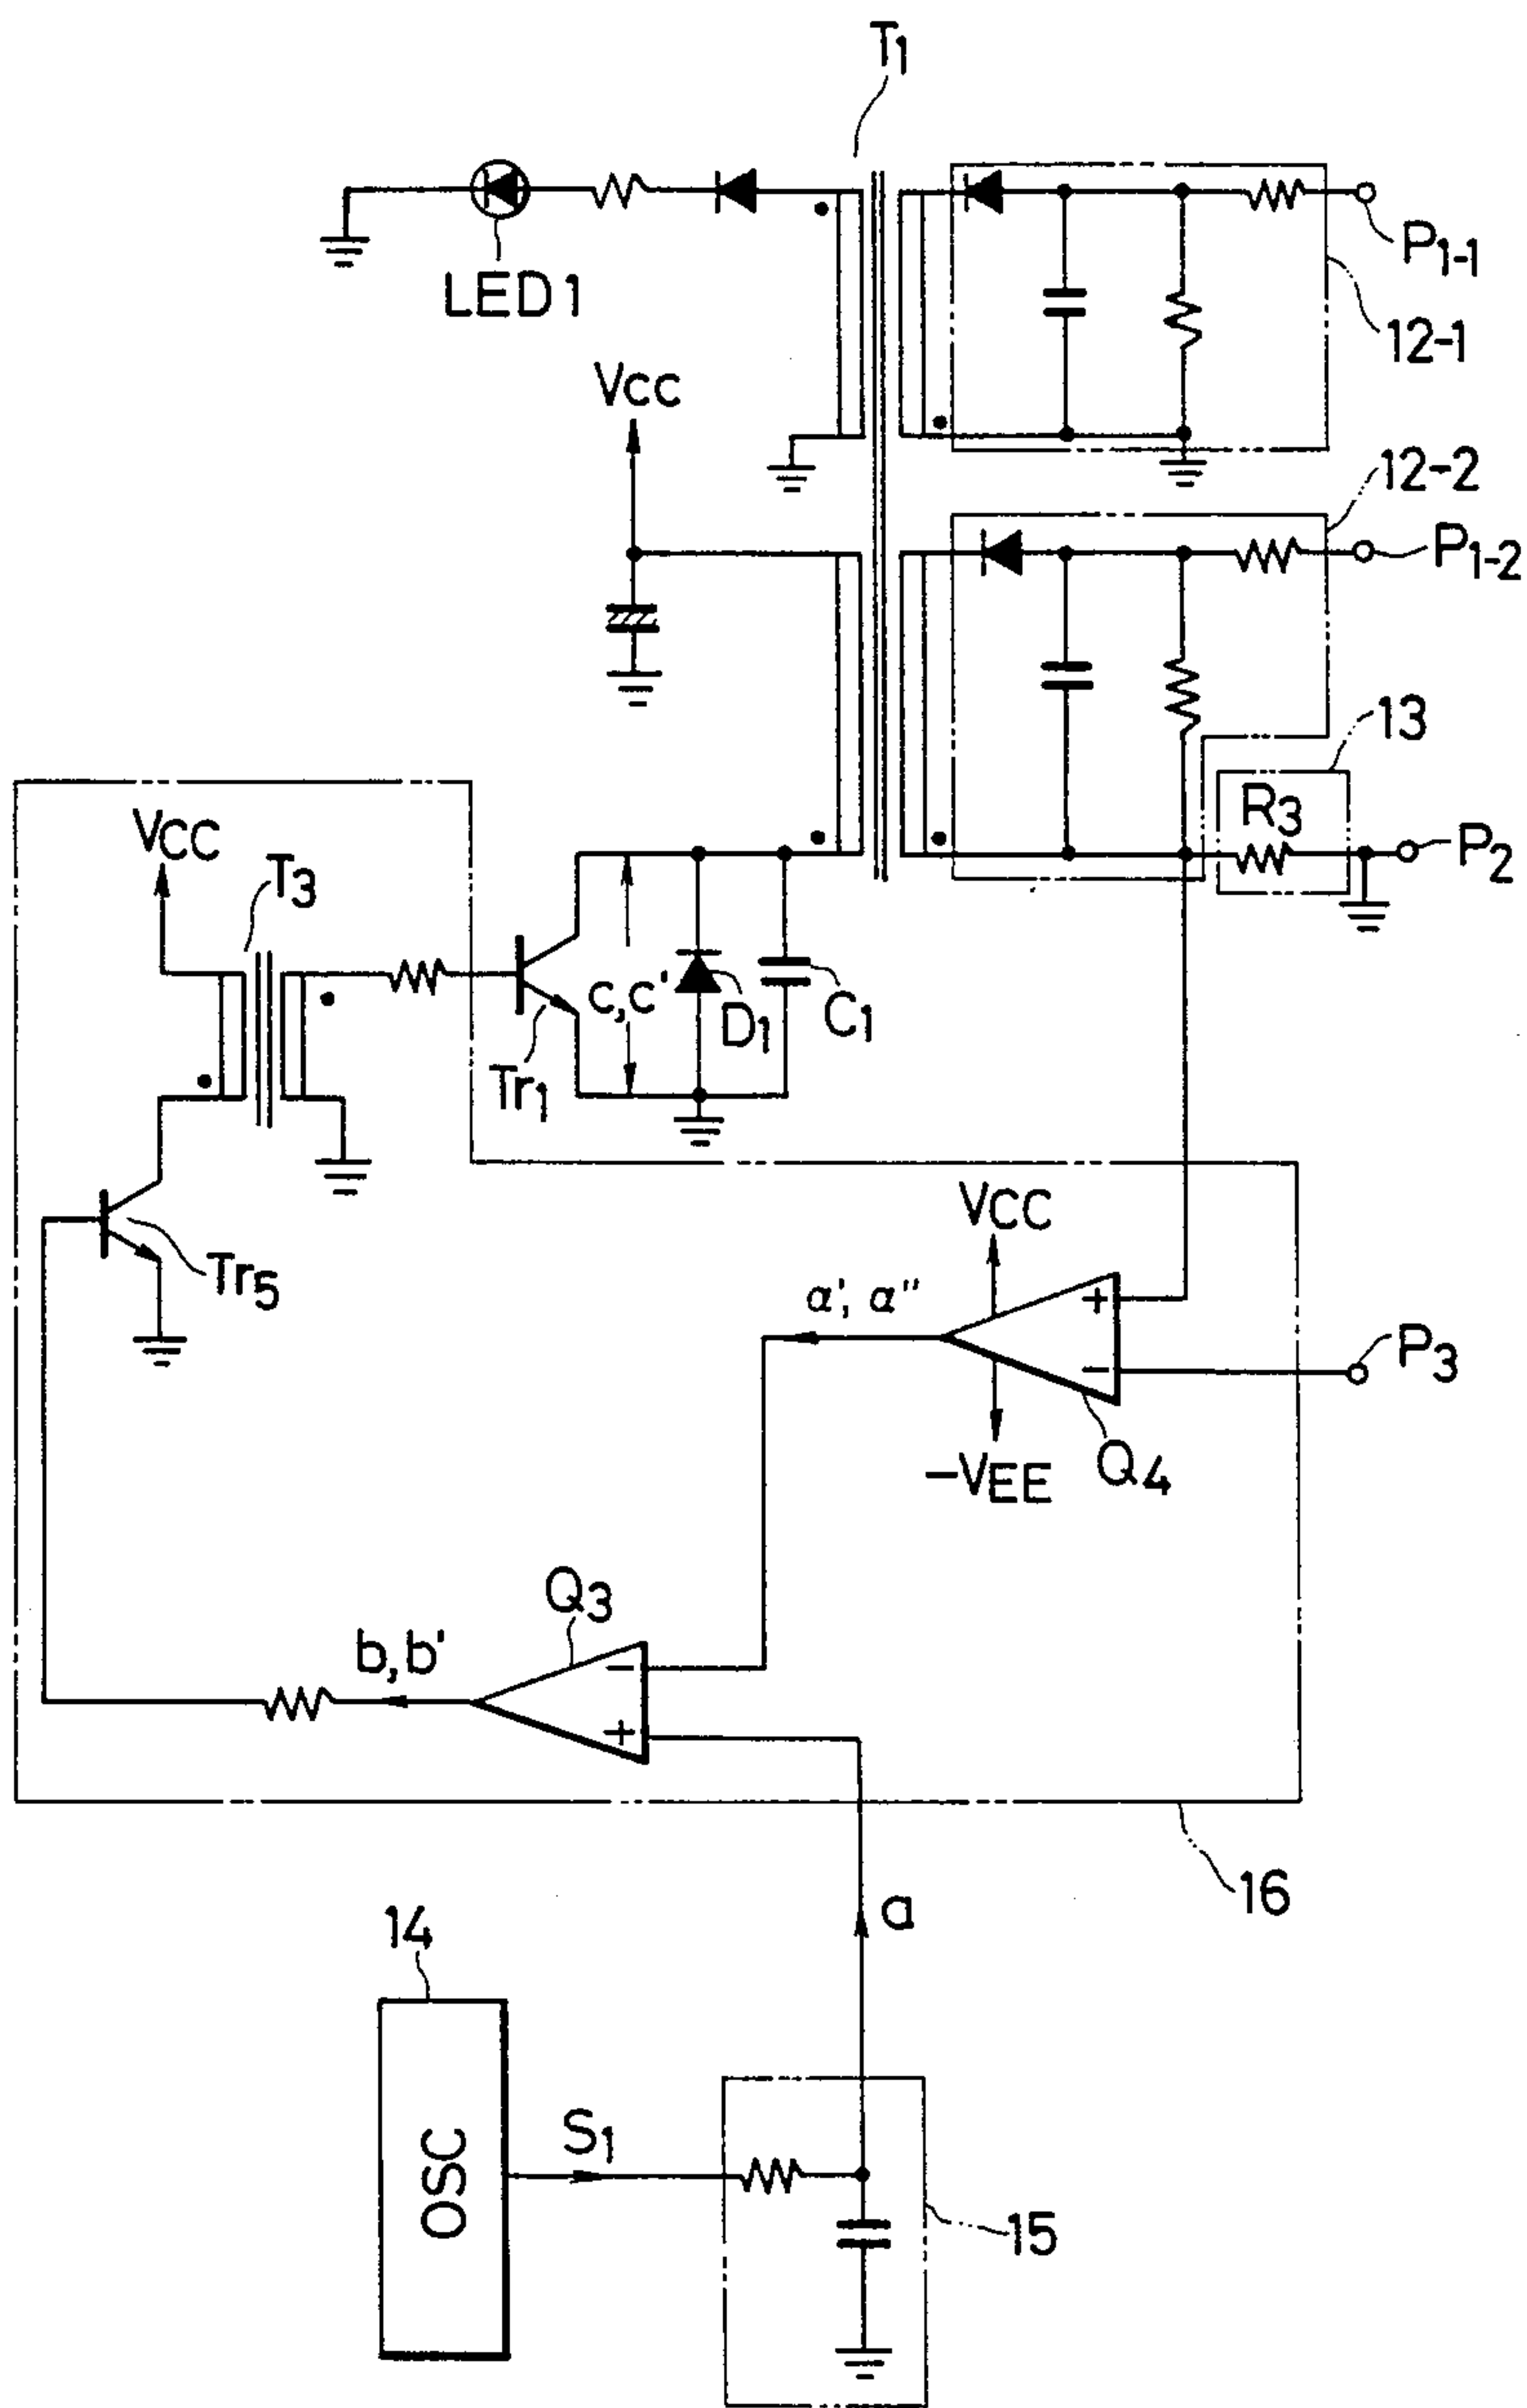 T1
LED1
P1-1
12-1
VCC
12-2
P1-2
13
R3
P2
VCC
T3
c,c'
D1
C1
Tr1
Tr5
VCC
+
−
a', a''
P3
−VEE
Q4
Q3
−
+
b,b'
16
a
14
OSC
S1
15